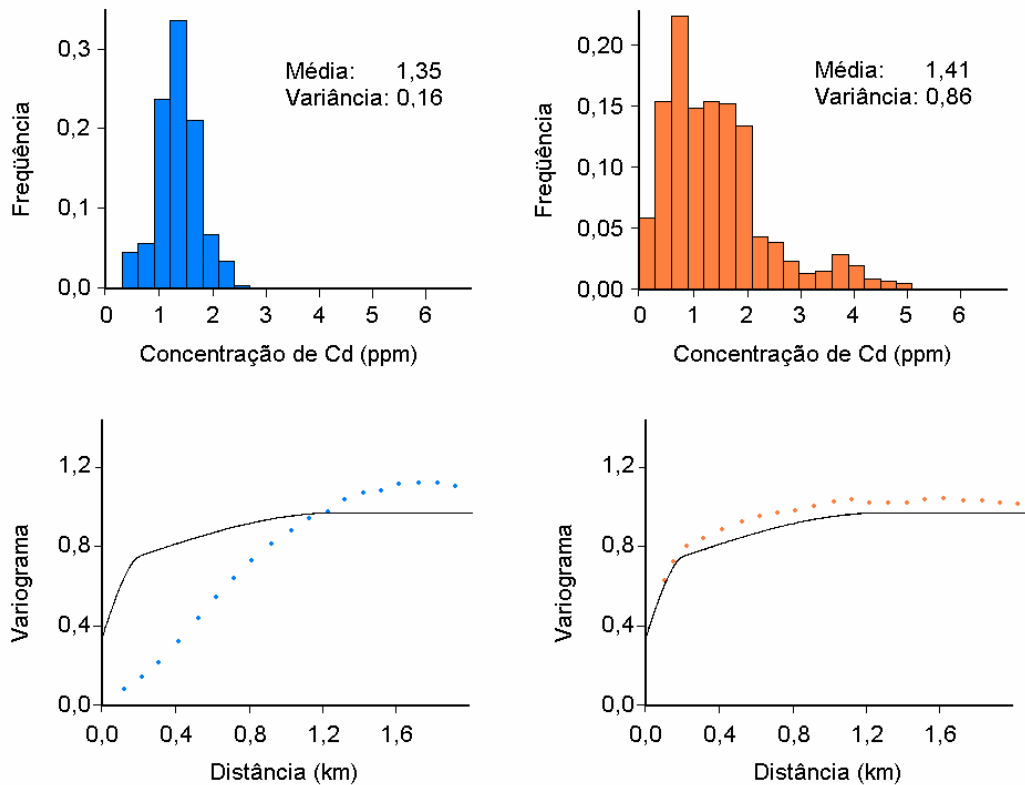 0,3
0,2
0,1
0,0
Freqüência
Média: 1,35
Variância: 0,16
0 1 2 3 4 5 6
Concentração de Cd (ppm)
0,20
0,15
0,10
0,05
0,00
Freqüência
Média: 1,41
Variância: 0,86
0 1 2 3 4 5 6
Concentração de Cd (ppm)
1,2
0,8
0,4
0,0
Variograma
0,0 0,4 0,8 1,2 1,6
Distância (km)
1,2
0,8
0,4
0,0
Variograma
0,0 0,4 0,8 1,2 1,6
Distância (km)